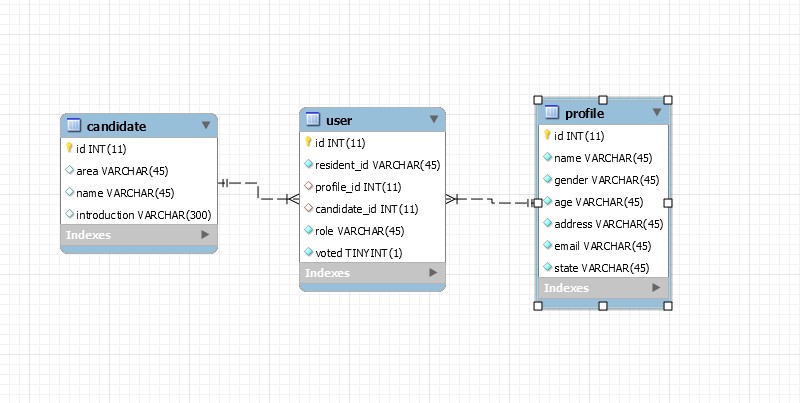 candidate
id INT(11)
area VARCHAR(45)
name VARCHAR(45)
introduction VARCHAR(300)
Indexes
user
id INT(11)
resident_id VARCHAR(45)
profile_id INT(11)
candidate_id INT(11)
role VARCHAR(45)
voted TINYINT(1)
Indexes
profile
id INT(11)
name VARCHAR(45)
gender VARCHAR(45)
age VARCHAR(45)
address VARCHAR(45)
email VARCHAR(45)
state VARCHAR(45)
Indexes